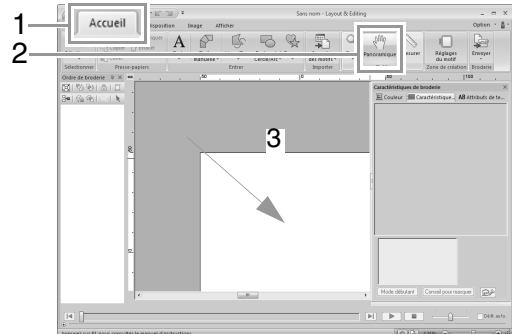 1
Accueil
2
Sans nom - Layout & Editing
Image
Afficher
Option
Panoramique
Réglages du motif
Envoyer
Sélectionner
Presse-papiers
Entrer
Importer
Zone de création
Broderie
Ordre de broderie
Caractéristiques de broderie
Couleur
Caractéristique...
AB Attributs de te...
3
Mode débutant
Conseil pour masquer